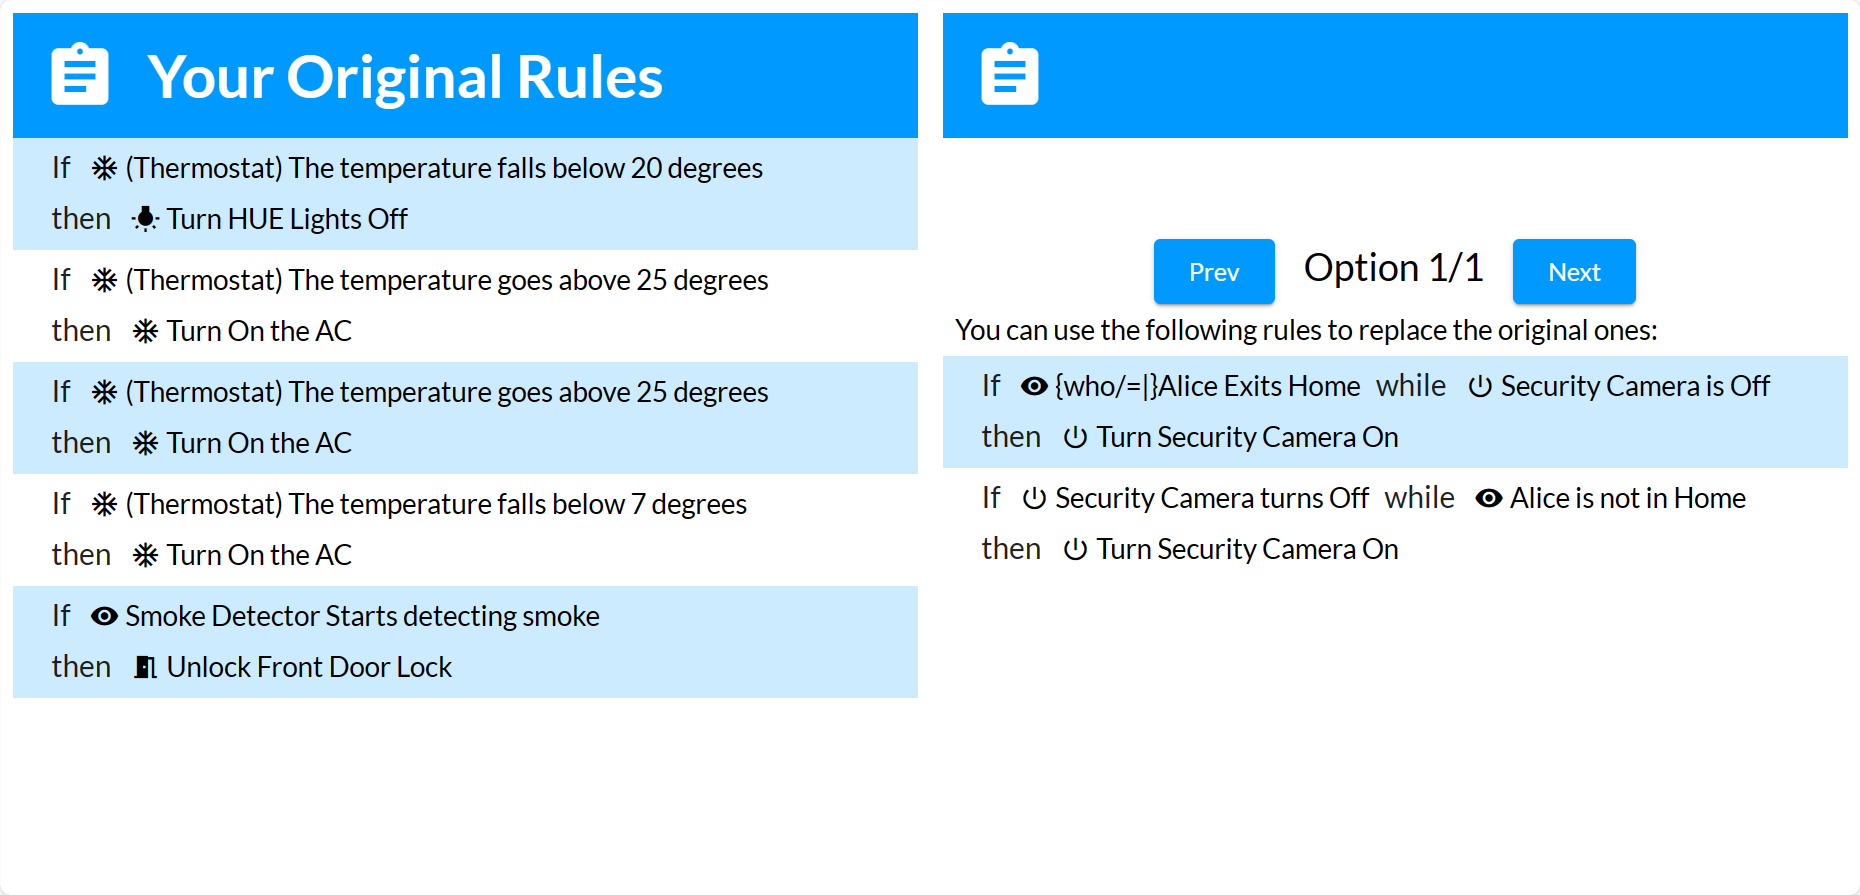 Your Original Rules
If (Thermostat) The temperature falls below 20 degrees
then Turn HUE Lights Off
If (Thermostat) The temperature goes above 25 degrees
then Turn On the AC
If (Thermostat) The temperature goes above 25 degrees
then Turn On the AC
If (Thermostat) The temperature falls below 7 degrees
then Turn On the AC
If Smoke Detector Starts detecting smoke
then Unlock Front Door Lock
Prev Option 1/1 Next
You can use the following rules to replace the original ones:
If {who/=|}Alice Exits Home while Security Camera is Off
then Turn Security Camera On
If Security Camera turns Off while Alice is not in Home
then Turn Security Camera On